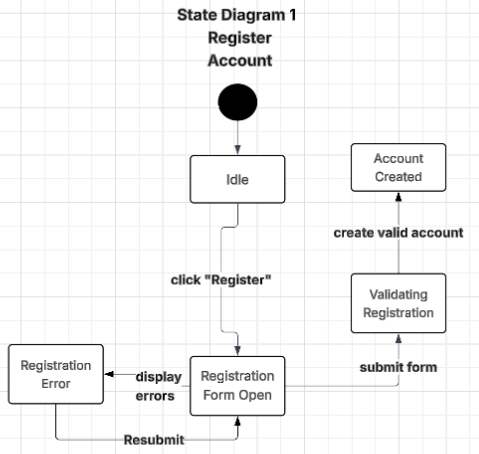 State Diagram 1
Register
Account
Idle
Account
Created
create valid account
click "Register"
Validating
Registration
submit form
Registration
Error
display
errors
Registration
Form Open
Resubmit